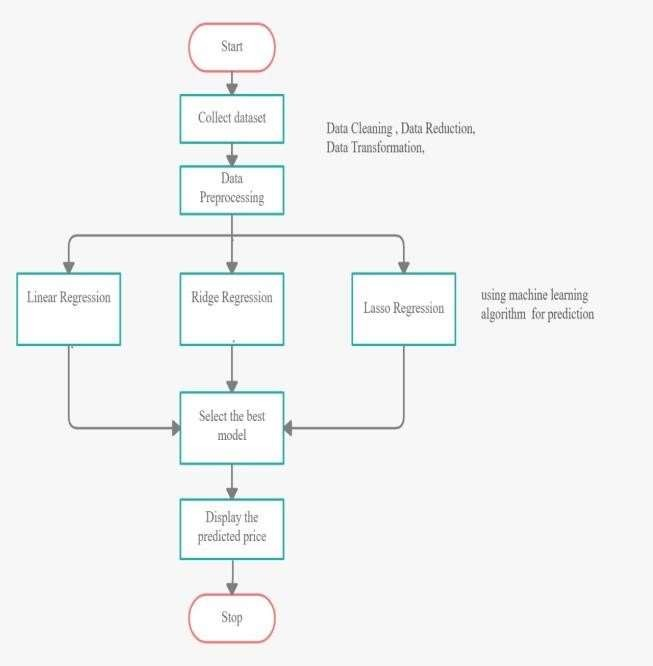 Start
Collect dataset
Data Cleaning , Data Reduction,
Data Transformation,
Data
Preprocessing
Linear Regression
Ridge Regression
Lasso Regression
using machine learning
algorithm for prediction
Select the best
model
Display the
predicted price
Stop